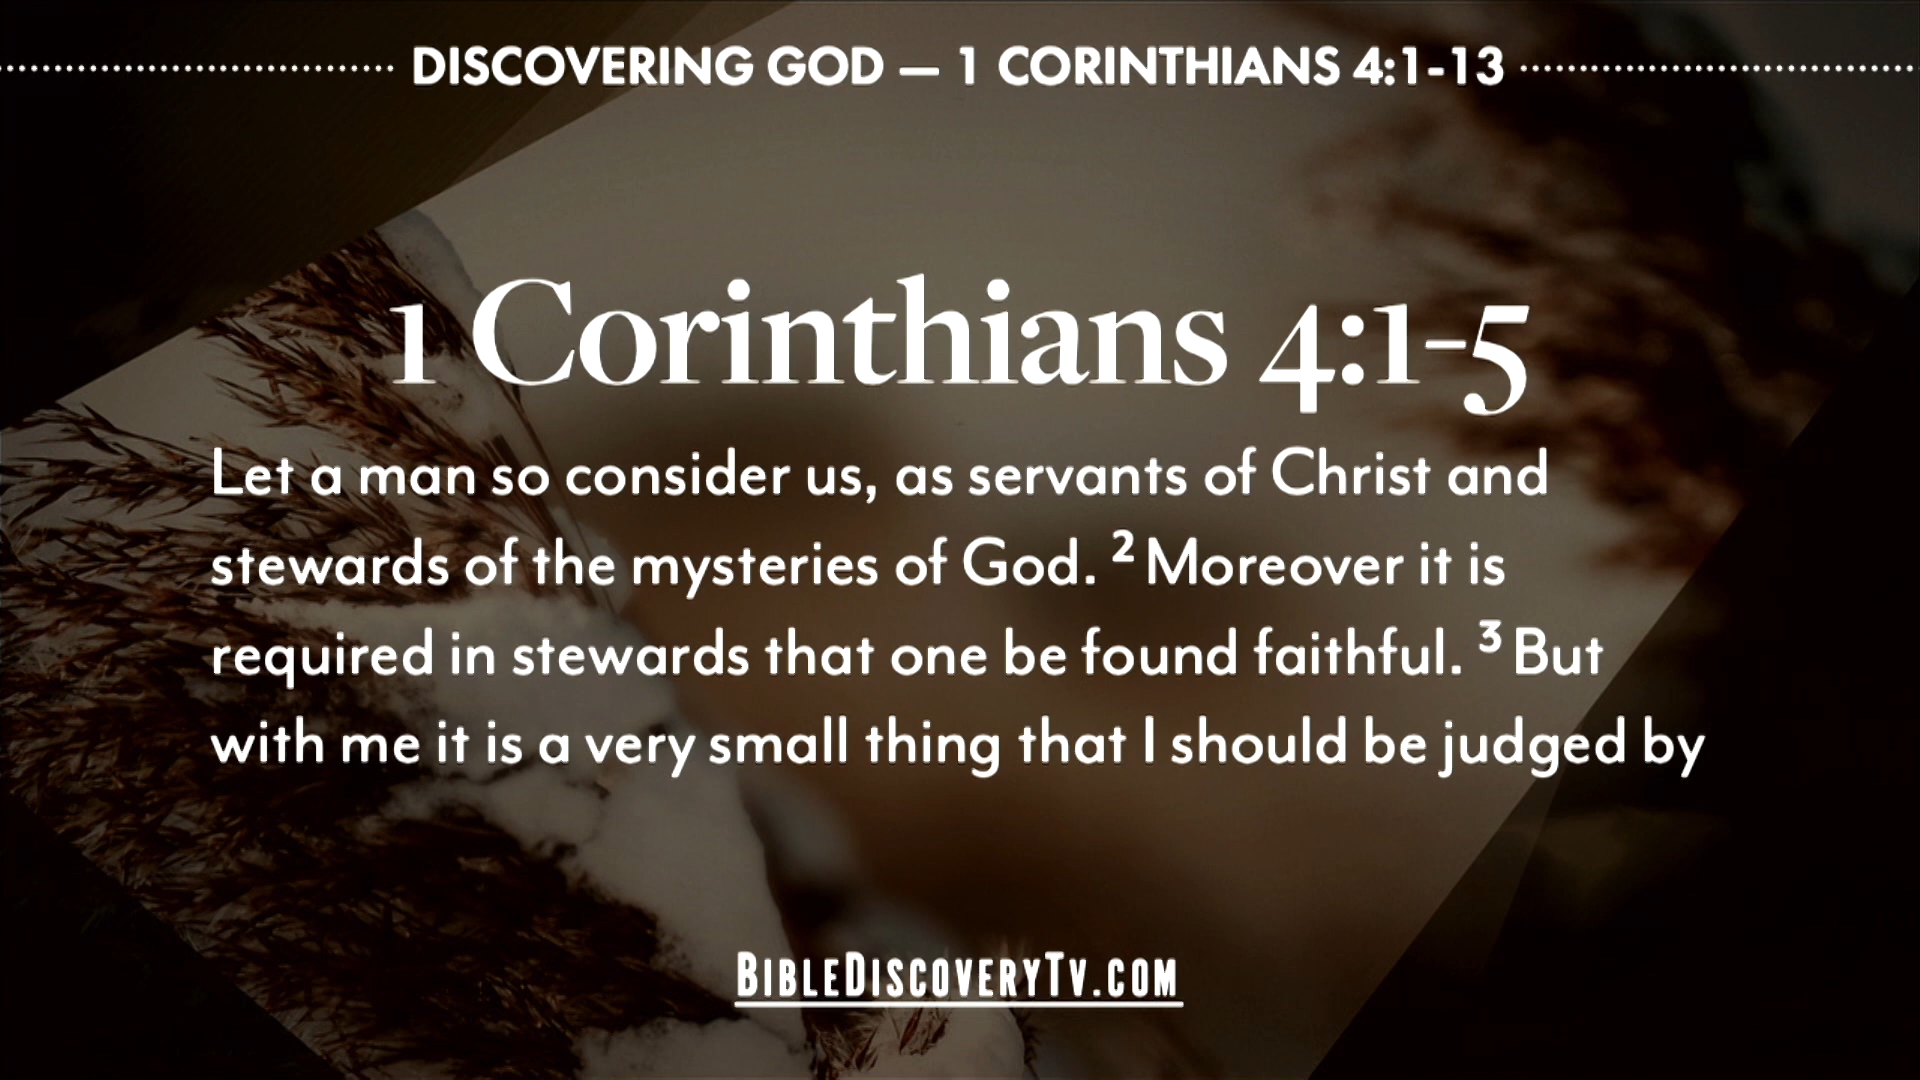 DISCOVERING GOD — 1 CORINTHIANS 4:1-13
1 Corinthians 4:1-5
Let a man so consider us, as servants of Christ and
stewards of the mysteries of God. ² Moreover it is
required in stewards that one be found faithful. ³ But
with me it is a very small thing that I should be judged by
BIBLEDISCOVERYTV.COM